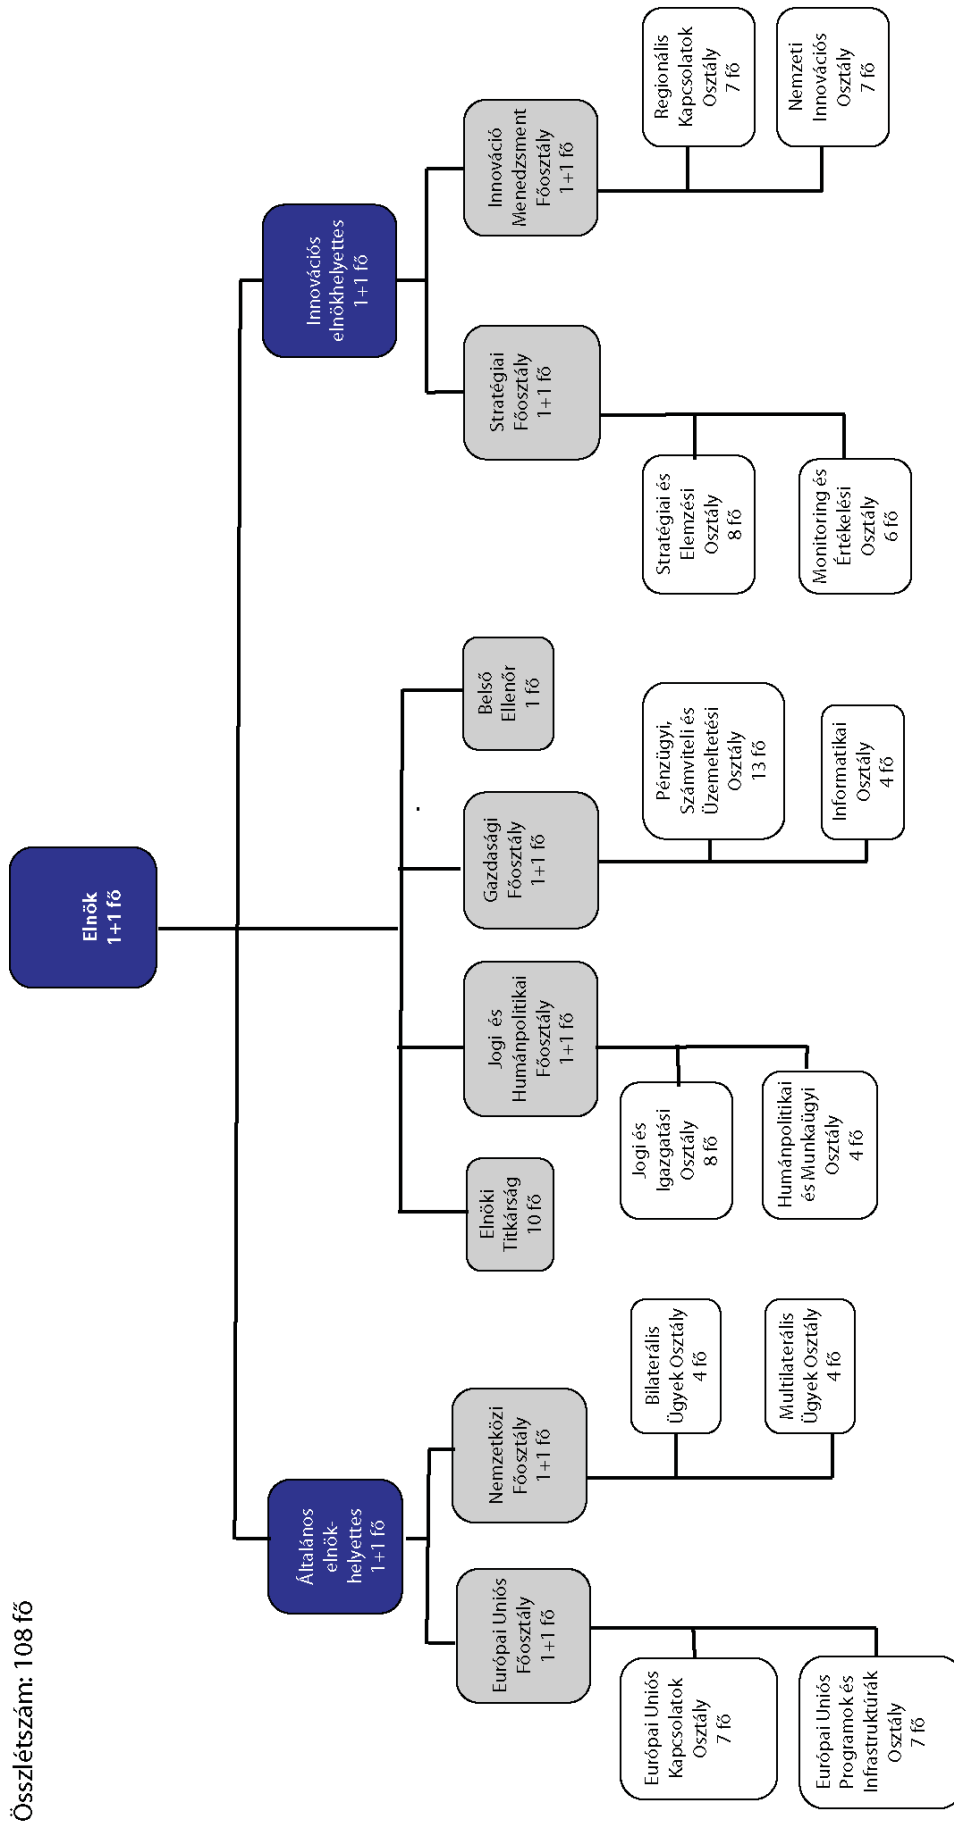 Összlétszám: 108 fő
Elnök
1+1 fő
Általános
elnök-
helyettes
1+1 fő
Innovációs
elnökhelyettes
1+1 fő
Európai Uniós
Főosztály
1+1 fő
Nemzetközi
Főosztály
1+1 fő
Elnöki
Titkárság
10 fő
Jogi és
Humánpolitikai
Főosztály
1+1 fő
Gazdasági
Főosztály
1+1 fő
Belső
Ellenőr
1 fő
Stratégiai
Főosztály
1+1 fő
Innováció
Menedzsment
Főosztály
1+1 fő
Európai Uniós
Kapcsolatok
Osztály
7 fő
Bilaterális
Ügyek Osztály
4 fő
Jogi és
Igazgatási
Osztály
8 fő
Pénzügyi,
Számviteli és
Üzemeltetési
Osztály
13 fő
Stratégiai és
Elemzési
Osztály
8 fő
Regionális
Kapcsolatok
Osztály
7 fő
Európai Uniós
Programok és
Infrastruktúrák
Osztály
7 fő
Multilaterális
Ügyek Osztály
4 fő
Humánpolitikai
és Munkaügyi
Osztály
4 fő
Informatikai
Osztály
4 fő
Monitoring és
Értékelési
Osztály
6 fő
Nemzeti
Innovációs
Osztály
7 fő